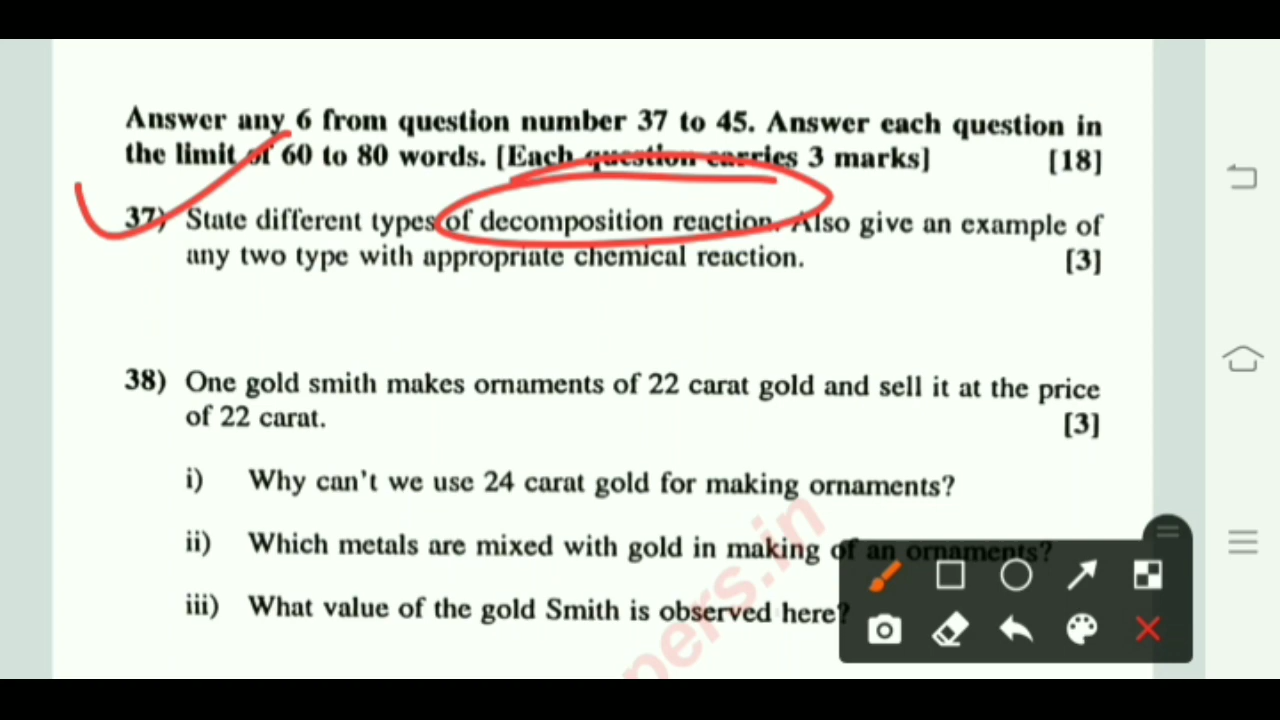 Answer any 6 from question number 37 to 45. Answer each question in
the limit of 60 to 80 words. [Each question carries 3 marks] [18]
37) State different types of decomposition reaction. Also give an example of
any two type with appropriate chemical reaction. [3]
38) One gold smith makes ornaments of 22 carat gold and sell it at the price
of 22 carat. [3]
i) Why can't we use 24 carat gold for making ornaments?
ii) Which metals are mixed with gold in making of an ornaments?
iii) What value of the gold Smith is observed here?
pers.in